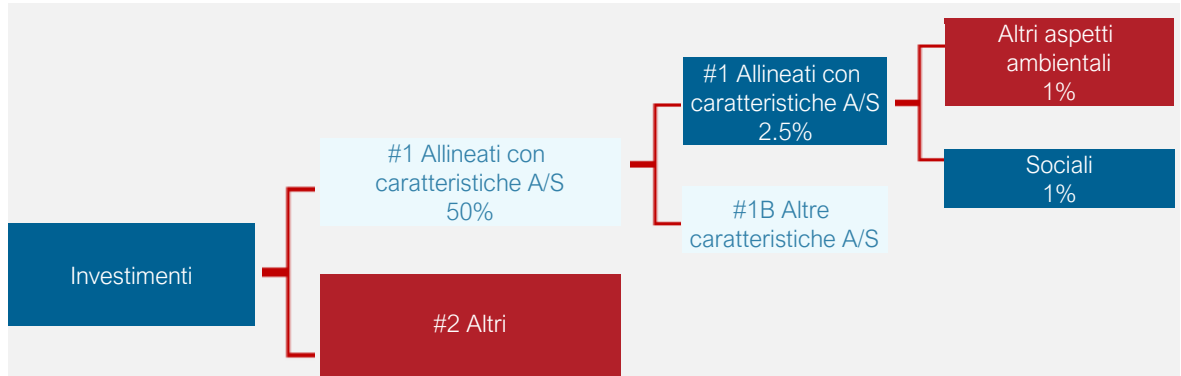 Investimenti
#1 Allineati con
caratteristiche A/S
50%
#2 Altri
#1 Allineati con
caratteristiche A/S
2.5%
#1B Altre
caratteristiche A/S
Altri aspetti
ambientali
1%
Sociali
1%